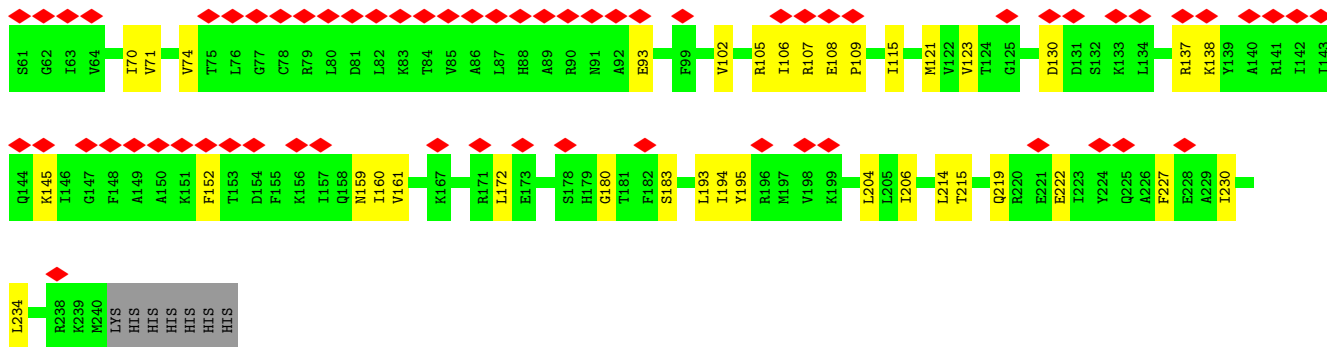 S61 G62 I63 V64 I70 V71 V74 T75 L76 G77 C78 R79 L80 D81 L82 K83 T84 V85 A86 L87 H88 A89 R90 N91 A92 E93 F99 V102 R105 I106 R107 E108 P109 I115 M121 V122 V123 T124 G125 D130 D131 S132 K133 L134 R137 K138 Y139 A140 R141 I142 I143
Q144 K145 I146 G147 F148 A149 A150 K151 F152 T153 D154 F155 K156 I157 Q158 N159 I160 V161 K167 R171 L172 E173 S178 H179 G180 T181 F182 S183 L193 I194 Y195 R196 M197 V198 K199 L204 L205 I206 L214 T215 Q219 R220 E221 E222 I223 Y224 Q225 A226 F227 E228 A229 I230
L234 R238 K239 M240 LYS HIS HIS HIS HIS HIS HIS